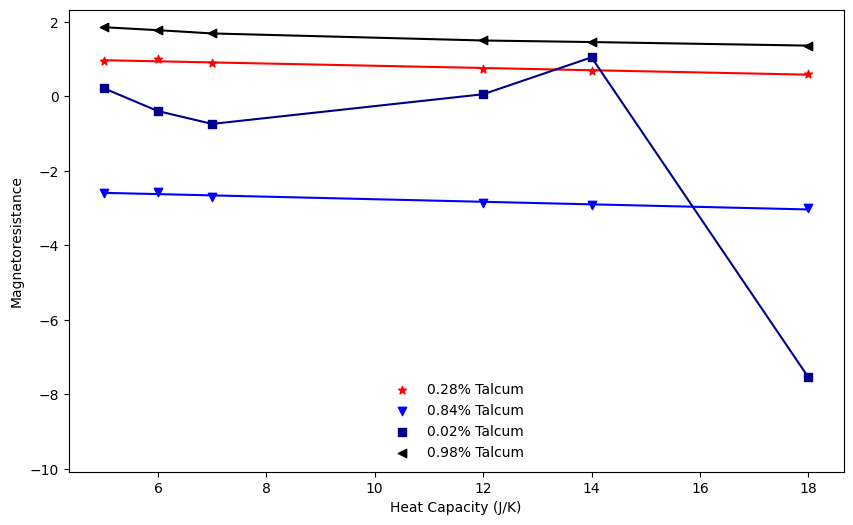 2
0
−2
−4
−6
−8
−10
Magnetoresistance
0.28% Talcum
0.84% Talcum
0.02% Talcum
0.98% Talcum
6 8 10 12 14 16 18
Heat Capacity (J/K)